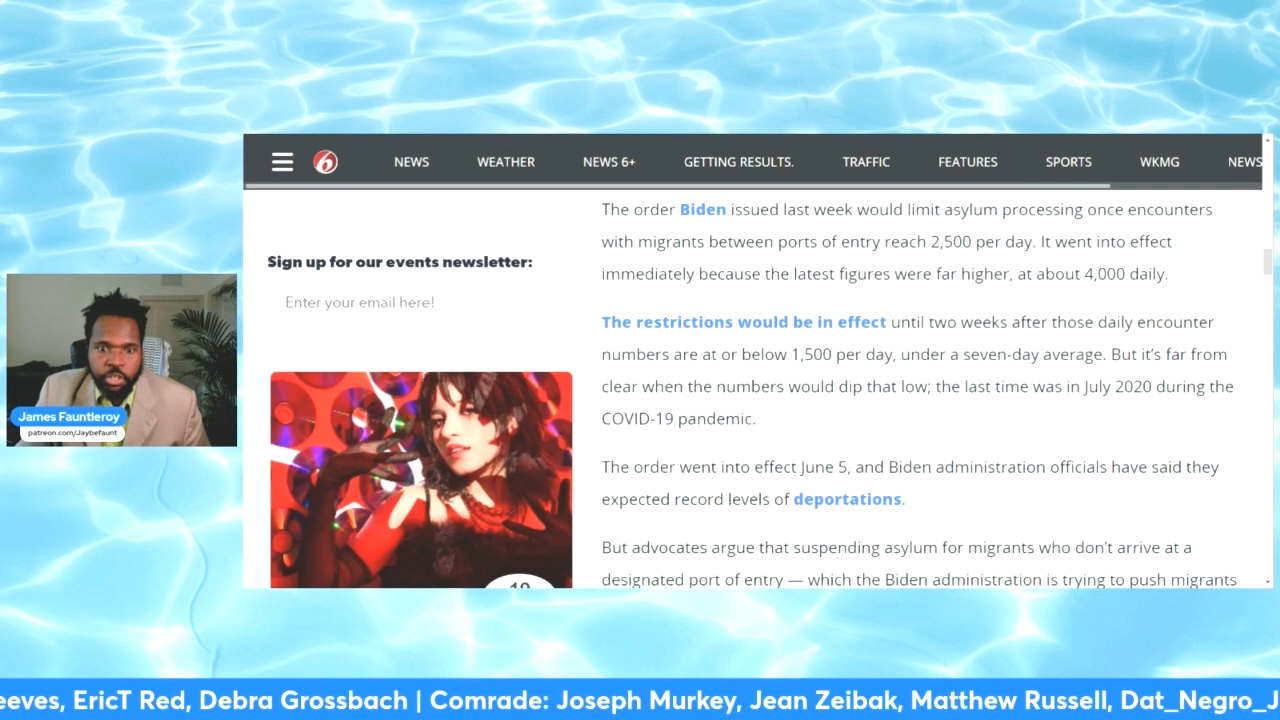 6
NEWS
WEATHER
NEWS 6+
GETTING RESULTS.
TRAFFIC
FEATURES
SPORTS
WKMG
NEWS
Sign up for our events newsletter:
Enter your email here!
The order Biden issued last week would limit asylum processing once encounters
with migrants between ports of entry reach 2,500 per day. It went into effect
immediately because the latest figures were far higher, at about 4,000 daily.
The restrictions would be in effect until two weeks after those daily encounter
numbers are at or below 1,500 per day, under a seven-day average. But it’s far from
clear when the numbers would dip that low; the last time was in July 2020 during the
COVID-19 pandemic.
The order went into effect June 5, and Biden administration officials have said they
expected record levels of deportations.
But advocates argue that suspending asylum for migrants who don’t arrive at a
designated port of entry — which the Biden administration is trying to push migrants
James Fauntleroy
patreon.com/Jaybefaunt
eeves, EricT Red, Debra Grossbach | Comrade: Joseph Murkey, Jean Zeibak, Matthew Russell, Dat_Negro_J